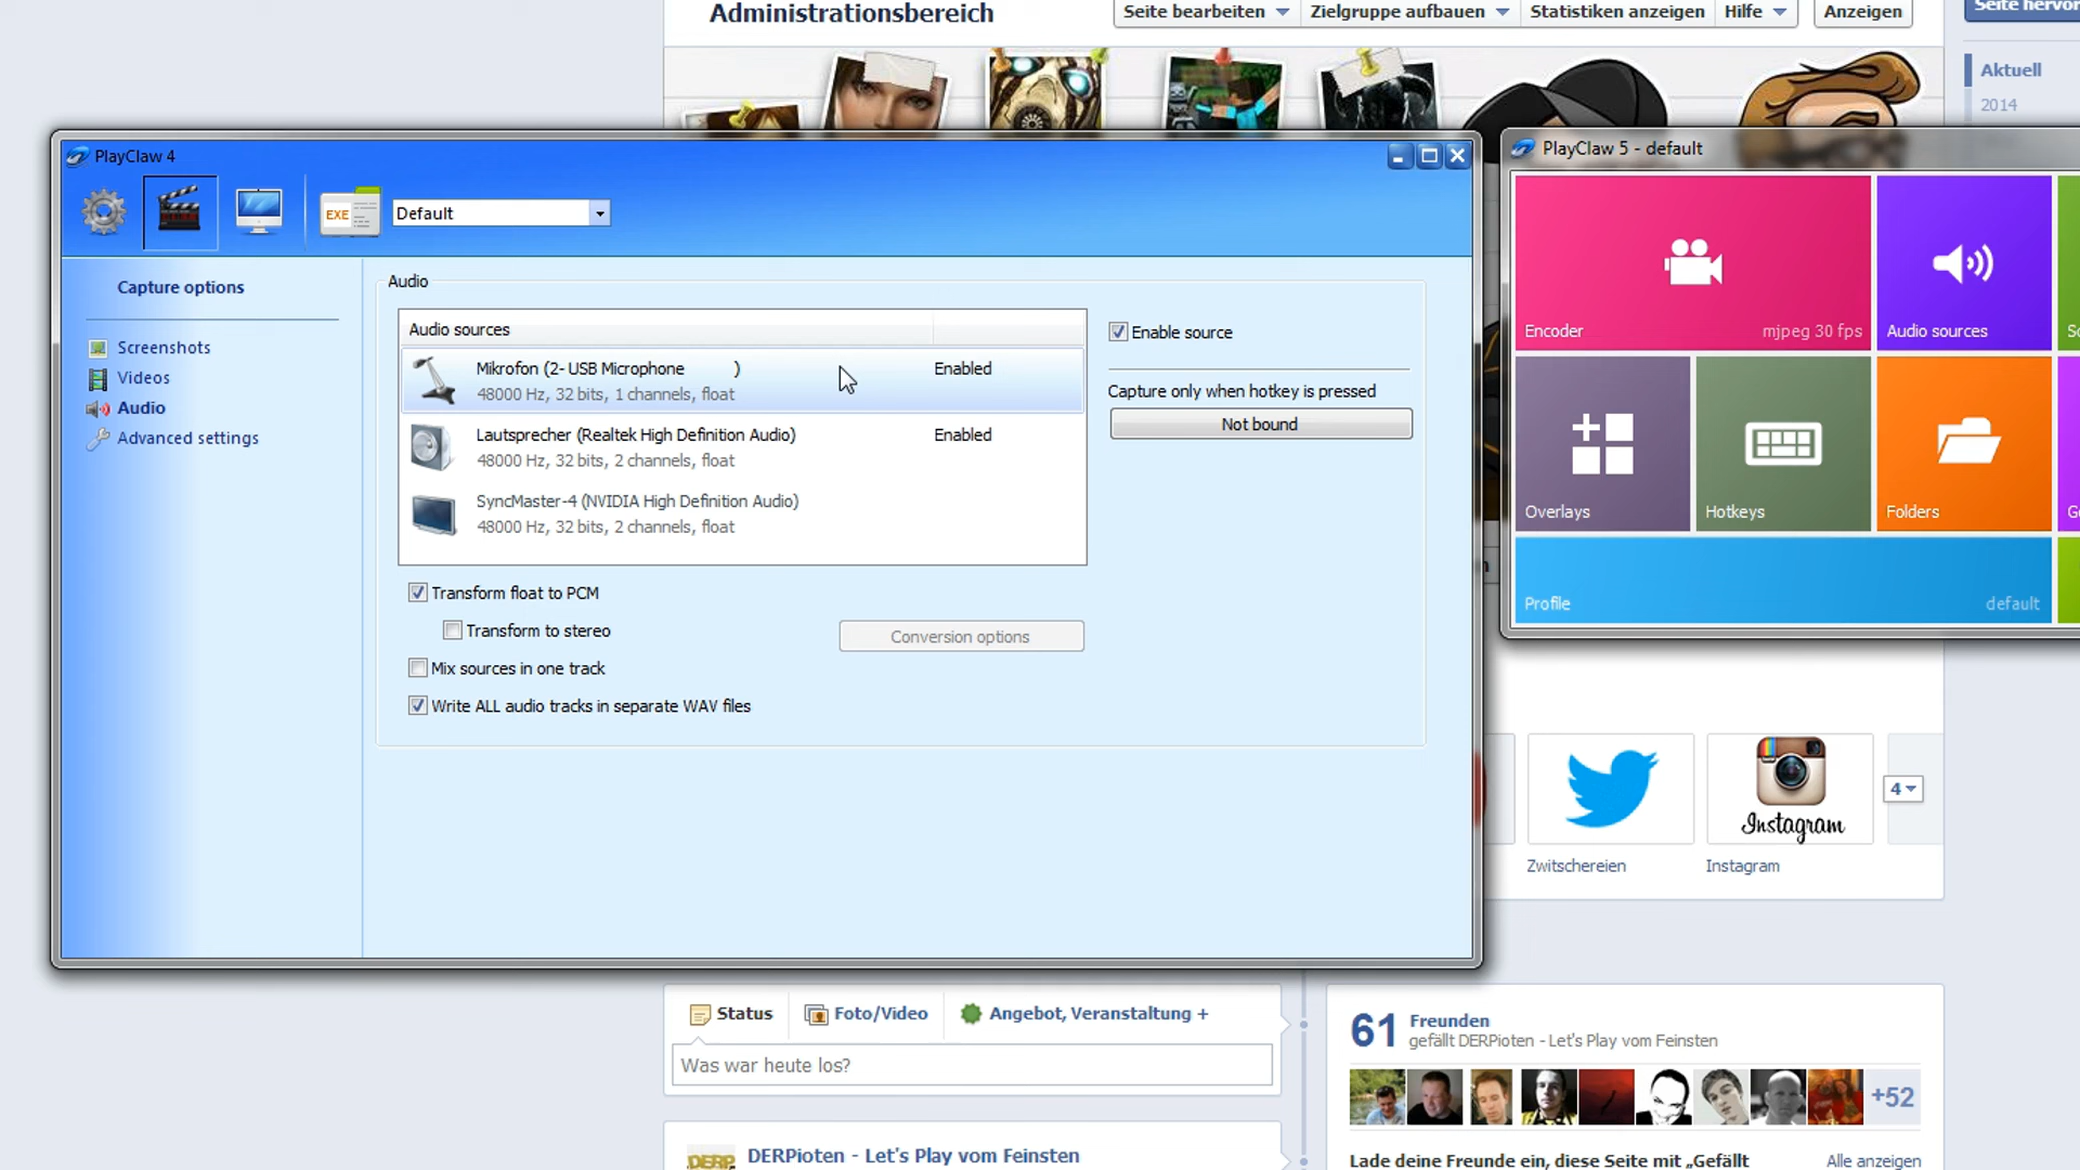 Administrationsbereich
Seite bearbeiten
Zielgruppe aufbauen
Statistiken anzeigen
Hilfe
Anzeigen
Aktuell
2014
PlayClaw 4
EXE
Default
Capture options
Screenshots
Videos
Audio
Advanced settings
Audio
Audio sources
Mikrofon (2- USB Microphone )
Enabled
48000 Hz, 32 bits, 1 channels, float
Lautsprecher (Realtek High Definition Audio)
Enabled
48000 Hz, 32 bits, 2 channels, float
SyncMaster-4 (NVIDIA High Definition Audio)
48000 Hz, 32 bits, 2 channels, float
Enable source
Capture only when hotkey is pressed
Not bound
Transform float to PCM
Transform to stereo
Conversion options
Mix sources in one track
Write ALL audio tracks in separate WAV files
PlayClaw 5 - default
Encoder
mjpeg 30 fps
Audio sources
Overlays
Hotkeys
Folders
Profile
default
Instagram
4
Zwitschereien
Instagram
Status
Foto/Video
Angebot, Veranstaltung +
Was war heute los?
DERPioten - Let's Play vom Feinsten
61 Freunden
gefällt DERPioten - Let's Play vom Feinsten
+52
Lade deine Freunde ein, diese Seite mit „Gefällt
Alle anzeigen